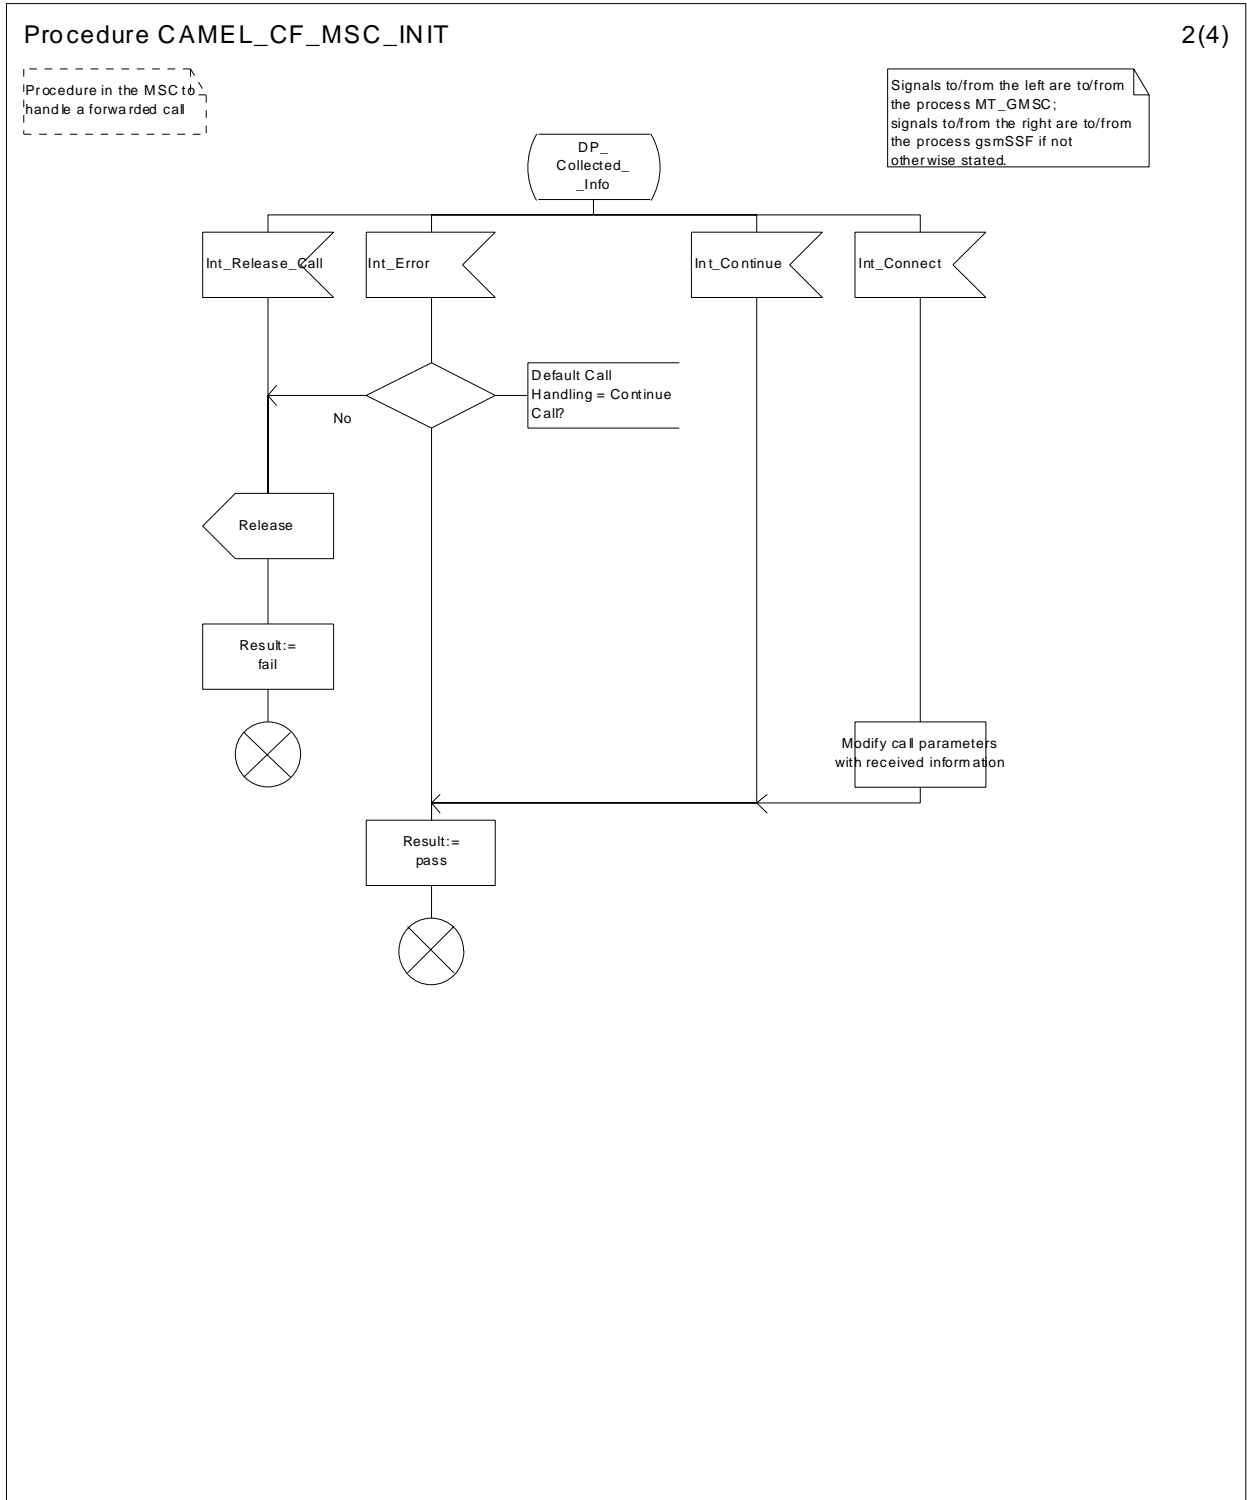 Procedure CAMEL_CF_MSC_INIT
2(4)
Procedure in the MSC to
handle a forwarded call
Signals to/from the left are to/from
the process MT_GMSC;
signals to/from the right are to/from
the process gsmSSF if not
otherwise stated.
DP_
Collected_
_Info
Int_Release_Call
Int_Error
Int_Continue
Int_Connect
Default Call
Handling = Continue
Call?
No
Release
Result:=
fail
Modify call parameters
with received information
Result:=
pass